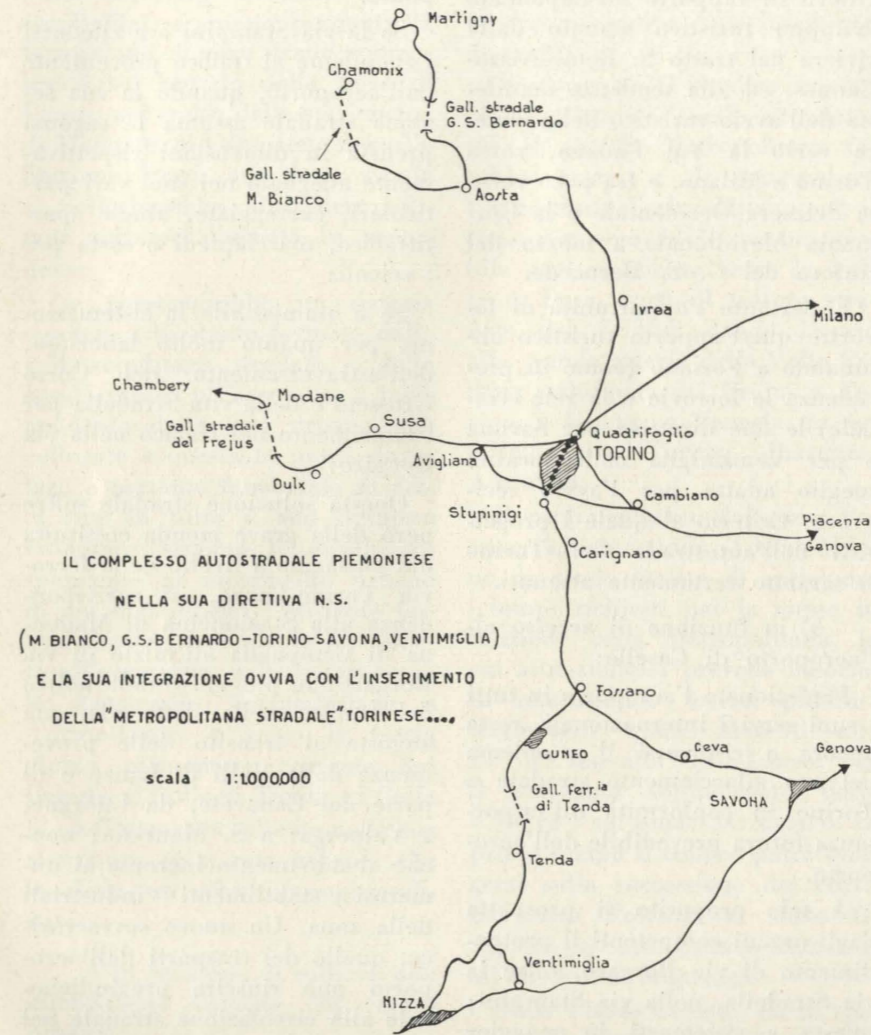 Martigny
Chamonix
Gall. stradale
G. S. Bernardo
Gall. stradale
M. Bianco
Aosta
Ivrea
Milano
Chambery
Modane
Gall stradale
del Frejus
Susa
Oulx
Avigliana
Quadrifoglio
TORINO
Stupinigi
Cambiano
Piacenza
Genova
Carignano
IL COMPLESSO AUTOSTRADALE PIEMONTESE
NELLA SUA DIRETTIVA N.S.
(M. BIANCO, G.S. BERNARDO-TORINO-SAVONA, VENTIMIGLIA)
E LA SUA INTEGRAZIONE OVVIA CON L'INSERIMENTO
DELLA "METROPOLITANA STRADALE" TORINESE....
scala 1:1.000.000
Fossano
CUNEO
Ceva
Genova
Gall. ferr.ia
di Tenda
SAVONA
Tenda
Ventimiglia
NIZZA